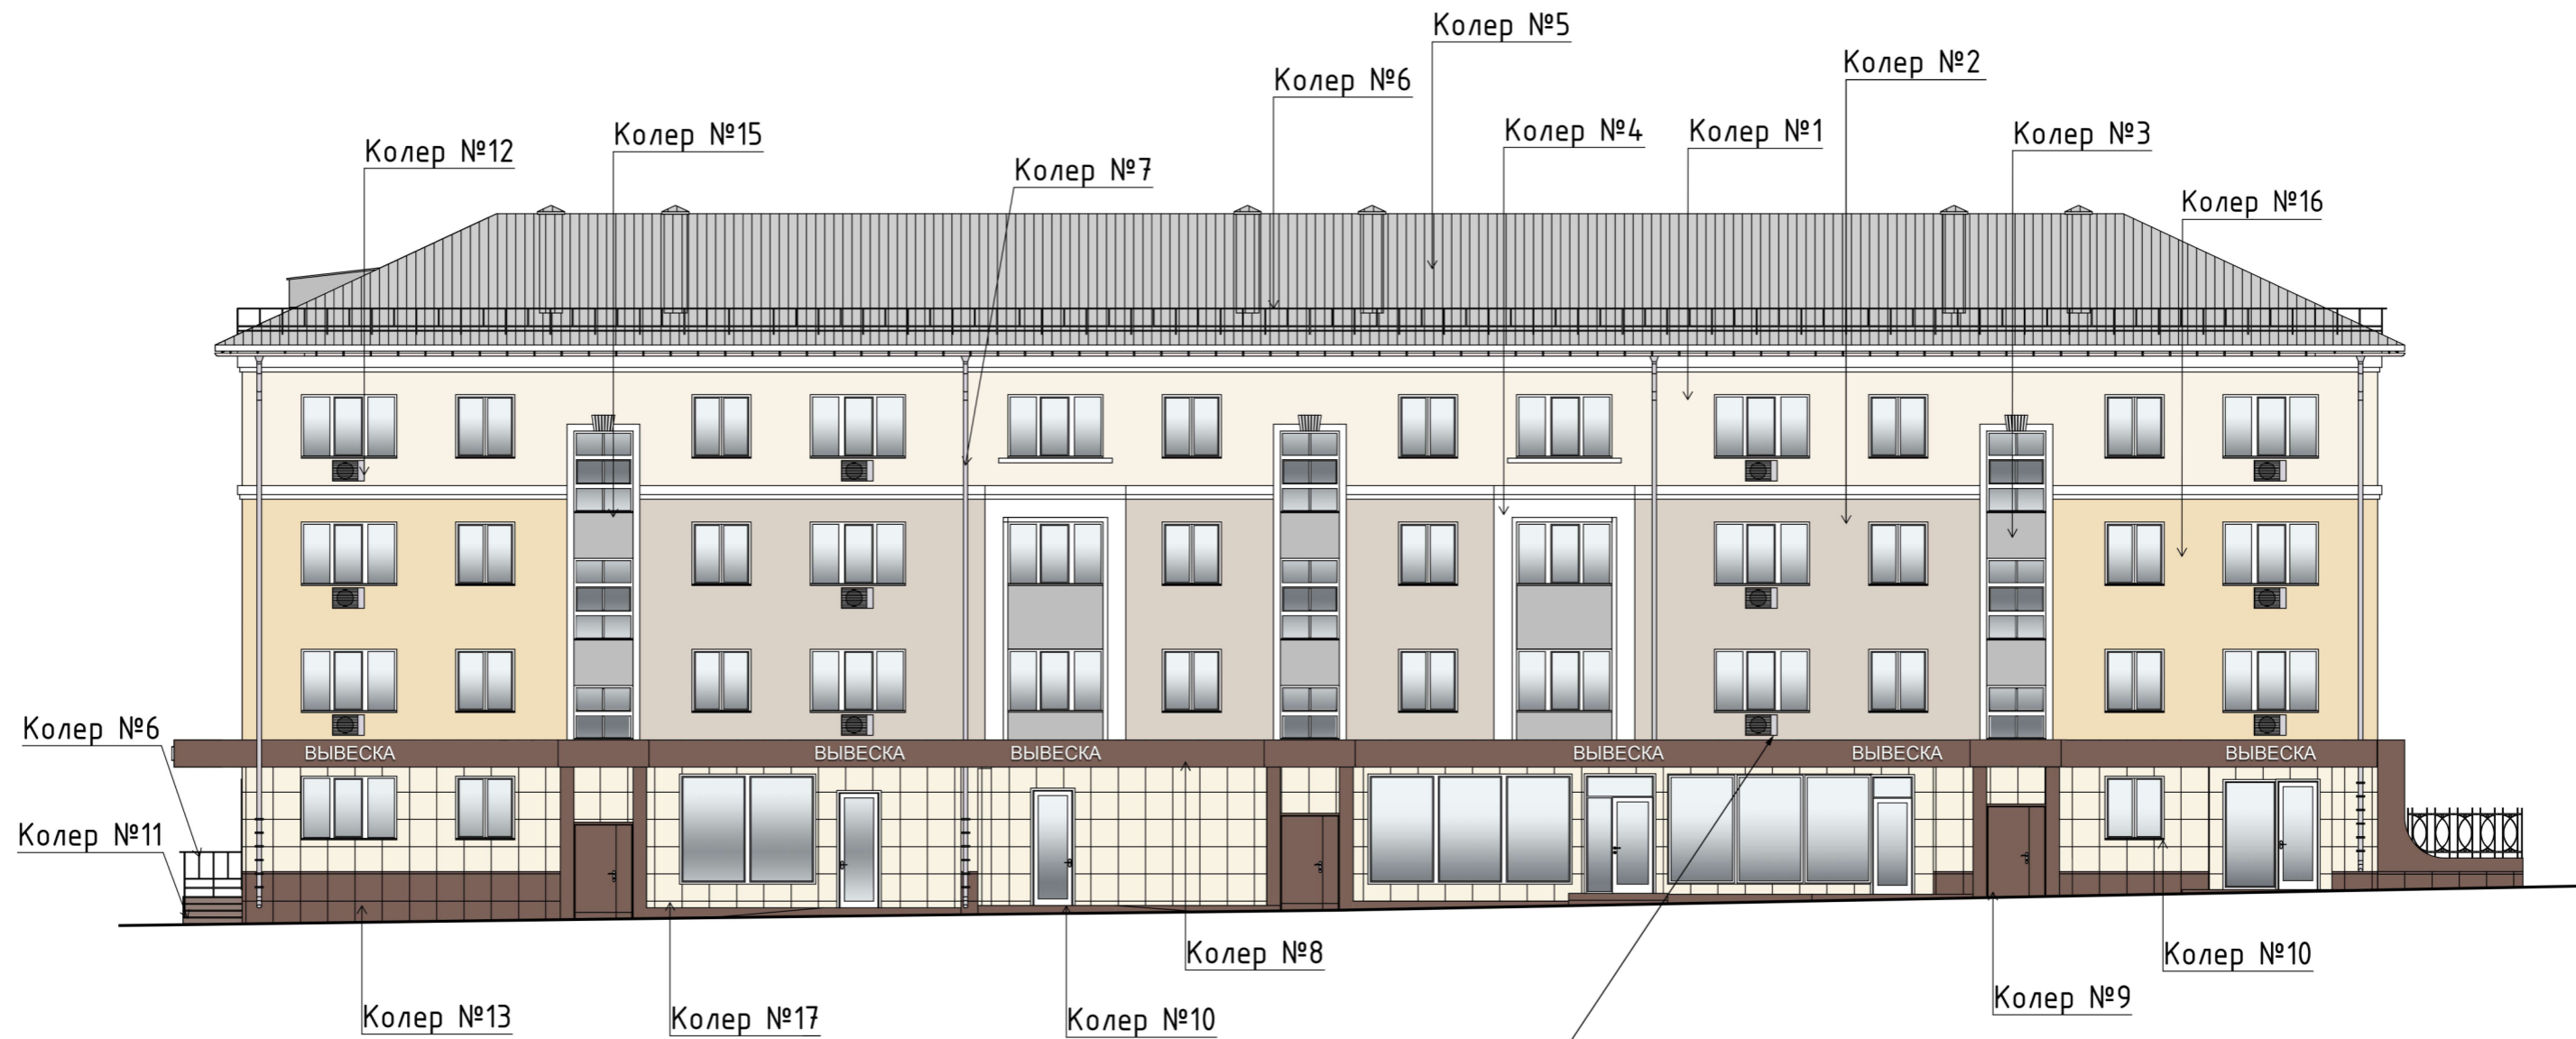 Колер №5
Колер №2
Колер №6
Колер №4
Колер №1
Колер №3
Колер №15
Колер №12
Колер №7
Колер №16
Колер №6
ВЫВЕСКА
ВЫВЕСКА
ВЫВЕСКА
ВЫВЕСКА
ВЫВЕСКА
ВЫВЕСКА
Колер №11
Колер №8
Колер №10
Колер №9
Колер №13
Колер №17
Колер №10